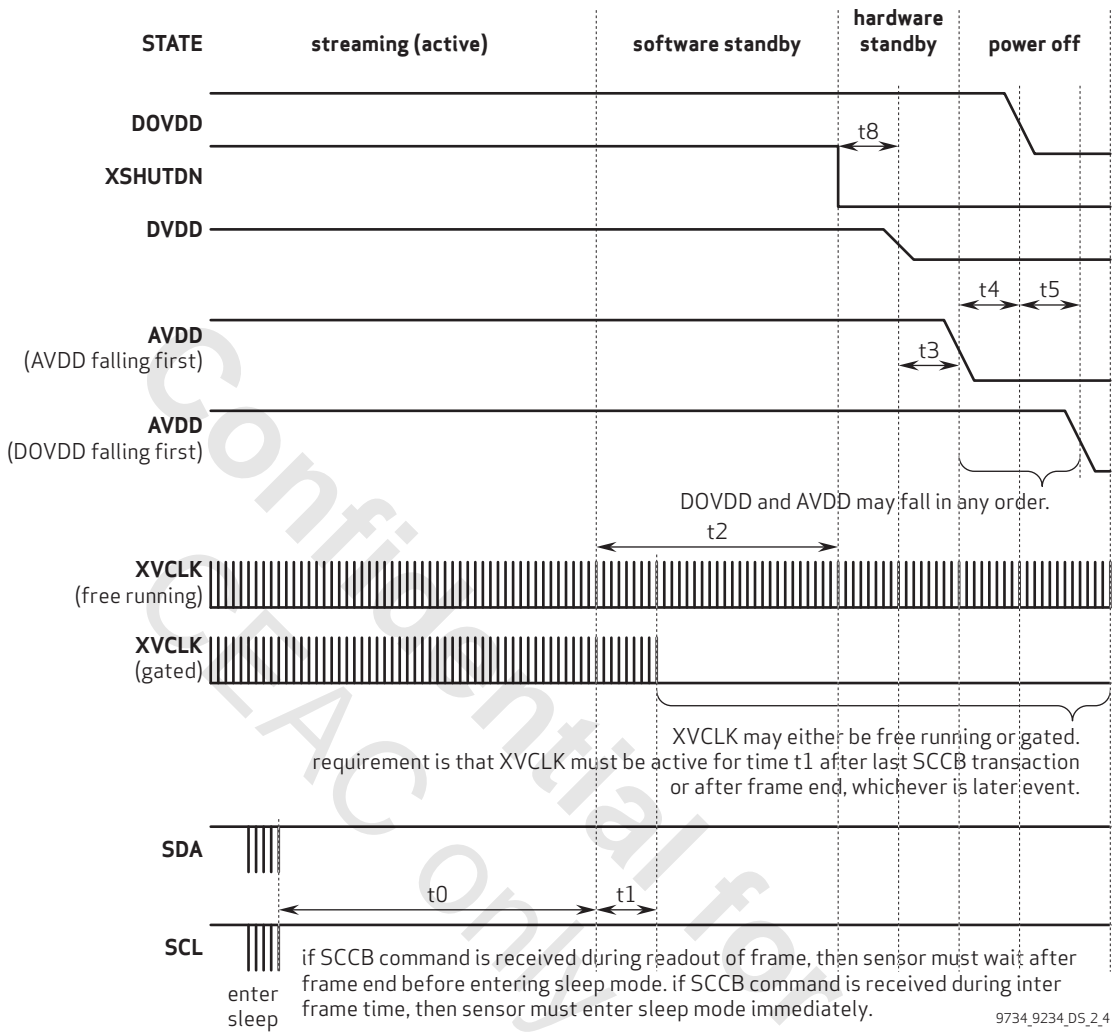 STATE
streaming (active)
software standby
hardware
standby
power off
DOVDD
t8
XSHUTDN
DVDD
t4
t5
AVDD
(AVDD falling first)
t3
AVDD
(DOVDD falling first)
DOVDD and AVDD may fall in any order.
t2
XVCLK
(free running)
XVCLK
(gated)
XVCLK may either be free running or gated.
requirement is that XVCLK must be active for time t1 after last SCCB transaction
or after frame end, whichever is later event.
SDA
t0
t1
SCL
if SCCB command is received during readout of frame, then sensor must wait after
frame end before entering sleep mode. if SCCB command is received during inter
frame time, then sensor must enter sleep mode immediately.
enter
sleep
9734_9234_DS_2_4
Confidential for
CEAC only